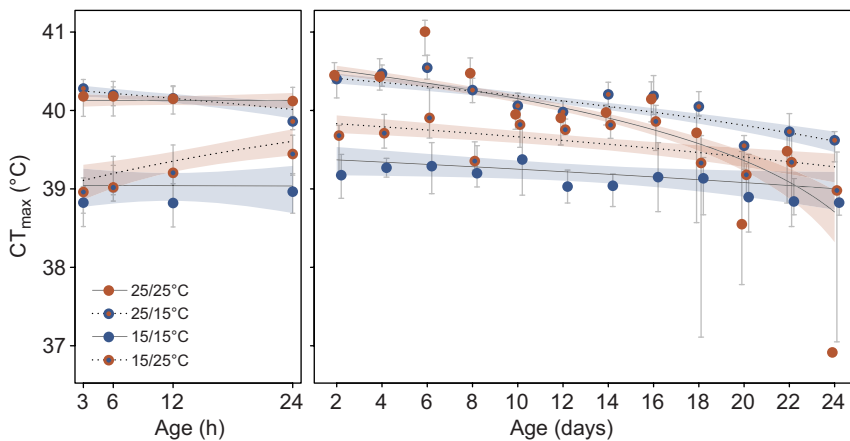 41
40
39
38
37
CTmax (°C)
25/25°C
25/15°C
15/15°C
15/25°C
3 6 12 24
Age (h)
2 4 6 8 10 12 14 16 18 20 22 24
Age (days)